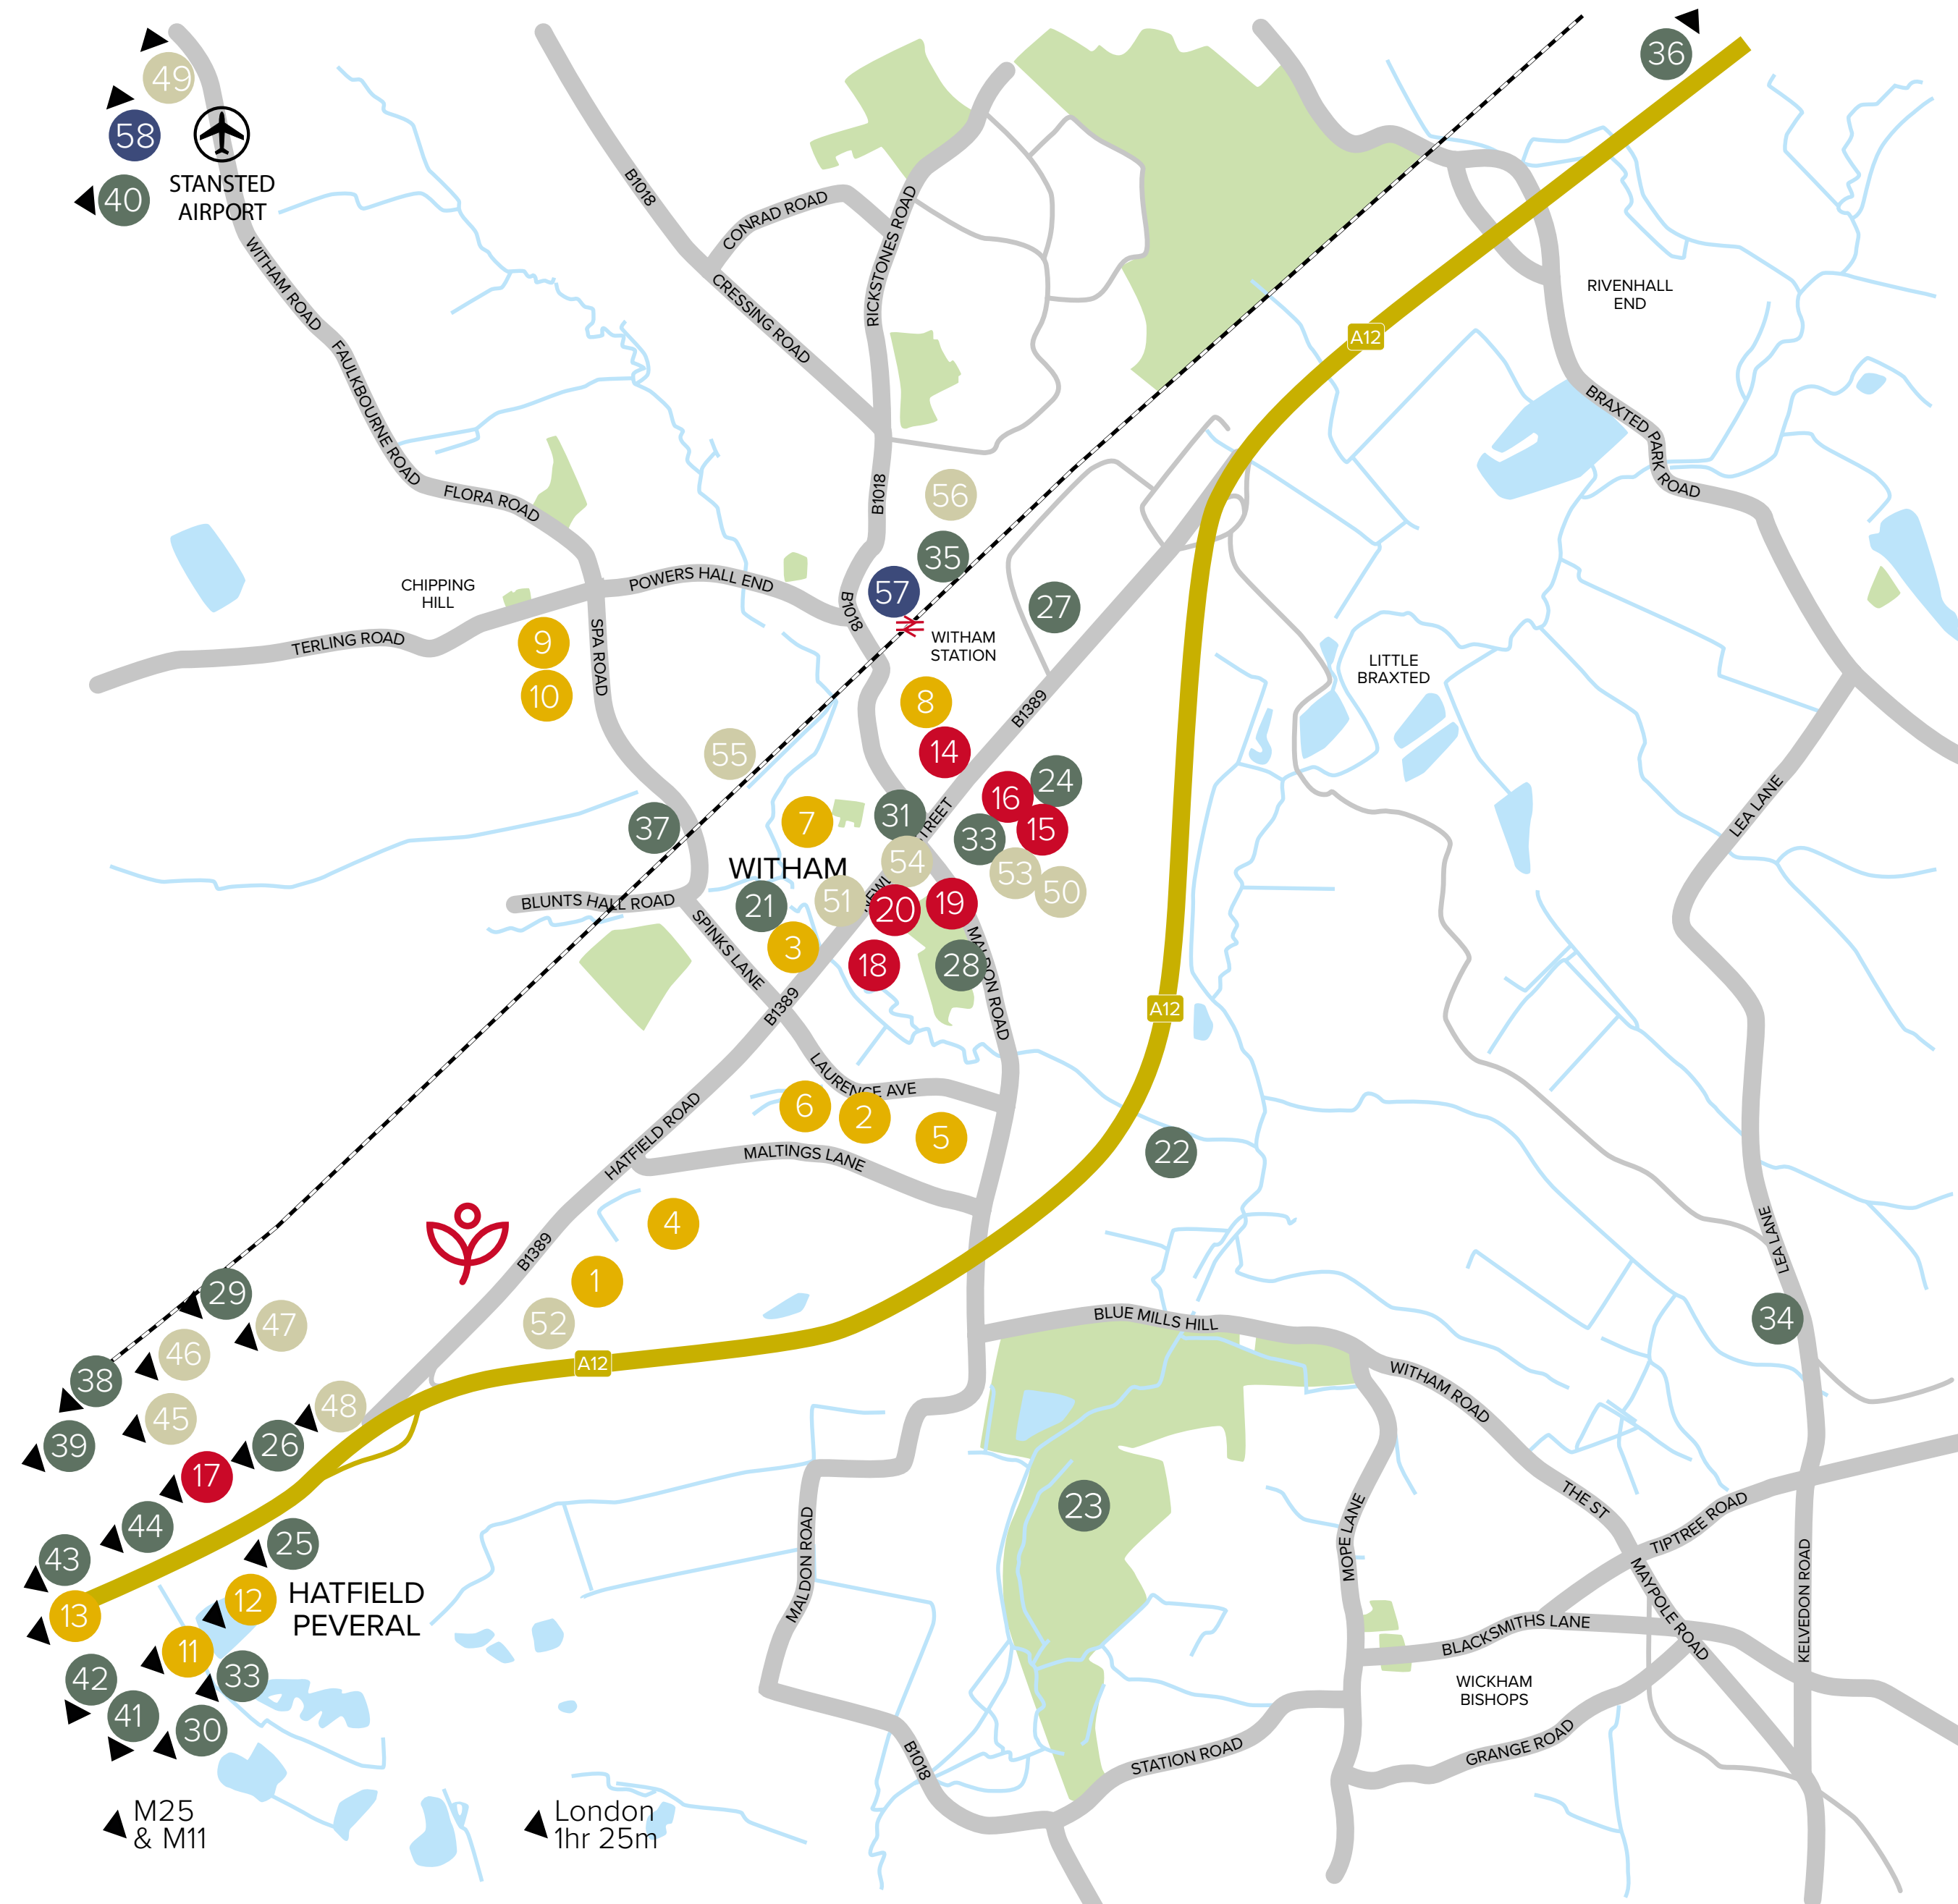 36
49
58
40
STANSTED
AIRPORT
B1018
CONRAD ROAD
RICKSTONES ROAD
WITHAM ROAD
CRESSING ROAD
RIVENHALL
END
A12
FAULKBOURNE ROAD
BRAXTED PARK ROAD
FLORA ROAD
B1018
56
35
57
POWERS HALL END
CHIPPING
HILL
B1018
27
WITHAM
STATION
TERLING ROAD
9
SPA ROAD
10
LITTLE
BRAXTED
8
B1389
14
55
24
16
LEA LANE
7
31
STREET
37
33
15
WITHAM
54
53
50
BLUNTS HALL ROAD
21
51
20
19
SPINKS LANE
3
18
28
MALDON ROAD
B1389
A12
LAURENCE AVE
6
2
5
HATFIELD ROAD
MALTINGS LANE
22
4
B1389
1
LEA LANE
29
47
52
BLUE MILLS HILL
34
46
A12
38
WITHAM ROAD
48
45
39
26
17
23
THE ST
TIPTREE ROAD
44
MALDON ROAD
MOPE LANE
25
43
12
HATFIELD
PEVERAL
13
MAYPOLE ROAD
KELVEDON ROAD
BLACKSMITHS LANE
11
33
42
WICKHAM
BISHOPS
41
30
B1018
STATION ROAD
GRANGE ROAD
M25
& M11
London
1hr 25m